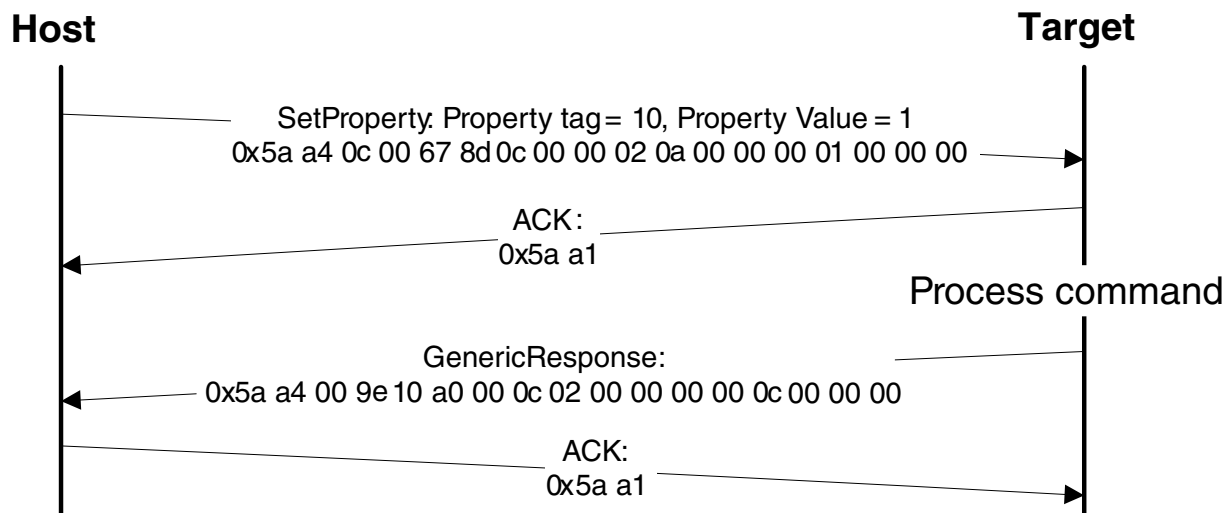 Host
Target
SetProperty: Property tag = 10, Property Value = 1
0x5a a4 0c 00 67 8d 0c 00 00 02 0a 00 00 00 01 00 00 00
ACK:
0x5a a1
Process command
GenericResponse:
0x5a a4 00 9e 10 a0 00 0c 02 00 00 00 00 0c 00 00 00
ACK:
0x5a a1